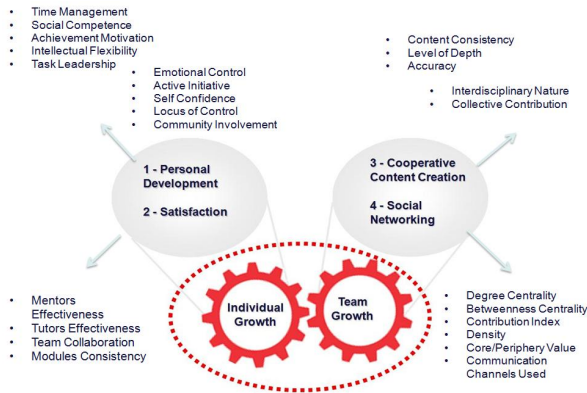 • Time Management
• Social Competence
• Achievement Motivation
• Intellectual Flexibility
• Task Leadership
• Emotional Control
• Active Initiative
• Self Confidence
• Locus of Control
• Community Involvement
• Content Consistency
• Level of Depth
• Accuracy
• Interdisciplinary Nature
• Collective Contribution
1 - Personal
Development
2 - Satisfaction
3 - Cooperative
Content Creation
4 - Social
Networking
Individual
Growth
Team
Growth
• Mentors
Effectiveness
• Tutors Effectiveness
• Team Collaboration
• Modules Consistency
• Degree Centrality
• Betweenness Centrality
• Contribution Index
• Density
• Core/Periphery Value
• Communication
Channels Used